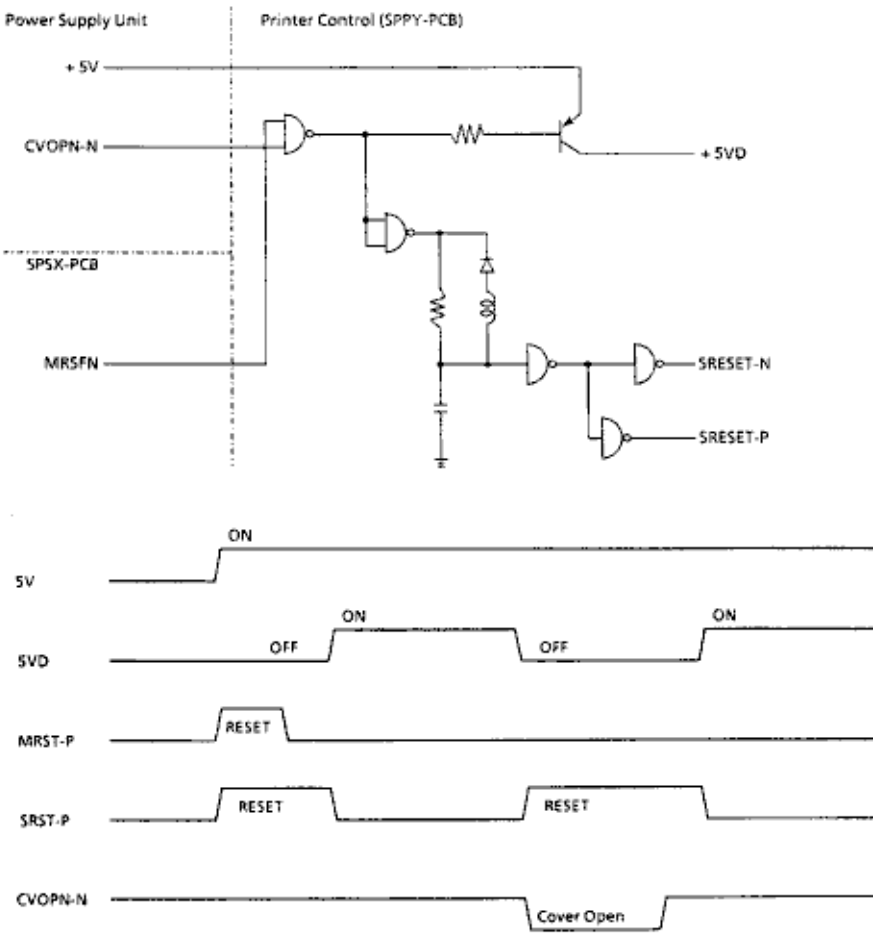 Power Supply Unit
Printer Control (SPPY-PCB)
+ 5V
CVOPN-N
+ 5VD
SPSX-PCB
MRSFN
SRESET-N
SRESET-P
ON
5V
ON
ON
OFF
OFF
5VD
RESET
MRST-P
RESET
RESET
SRST-P
CVOPN-N
Cover Open